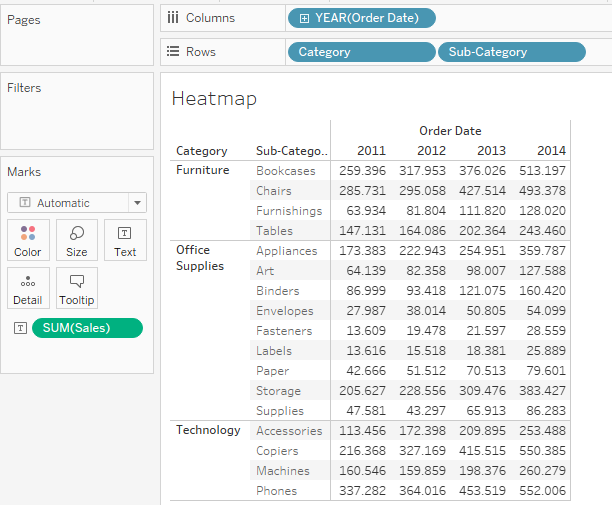 Pages
Columns
YEAR(Order Date)
Rows
Category Sub-Category
Filters
Marks
Automatic
Color Size Text
Detail Tooltip
SUM(Sales)
Heatmap
Order Date
Category Sub-Catego.. 2011 2012 2013 2014
Furniture Bookcases 259.396 317.953 376.026 513.197
Chairs 285.731 295.058 427.514 493.378
Furnishings 63.934 81.804 111.820 128.020
Tables 147.131 164.086 202.364 243.460
Office Appliances 173.383 222.943 254.951 359.787
Supplies Art 64.139 82.358 98.007 127.588
Binders 86.999 93.418 121.075 160.420
Envelopes 27.987 38.014 50.805 54.099
Fasteners 13.609 19.478 21.597 28.559
Labels 13.616 15.518 18.381 25.889
Paper 42.666 51.512 70.513 79.601
Storage 205.627 228.556 309.476 383.427
Supplies 47.581 43.297 65.913 86.283
Technology Accessories 113.456 172.398 209.895 253.488
Copiers 216.368 327.169 415.515 550.385
Machines 160.546 159.859 198.376 260.279
Phones 337.282 364.016 453.519 552.006